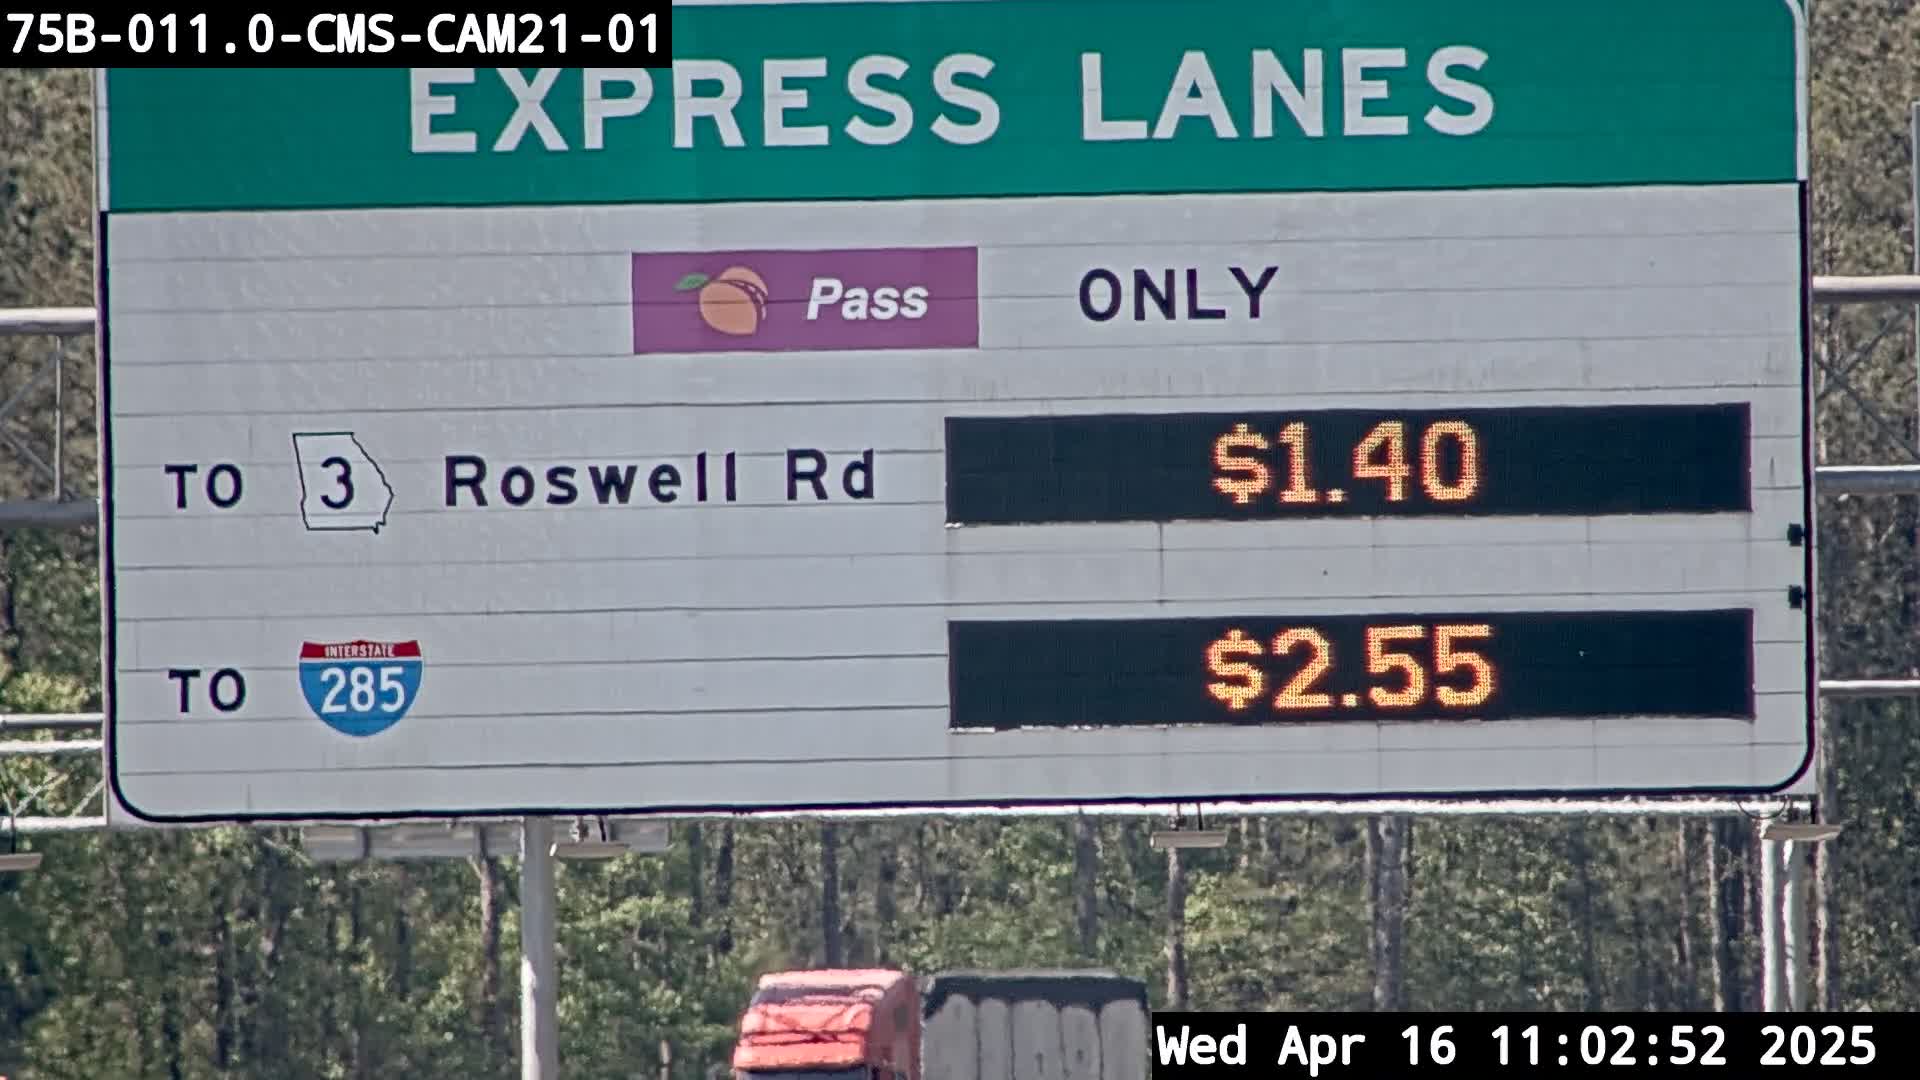 75B-011.0-CMS-CAM21-01
EXPRESS LANES
Pass ONLY
TO 3 Roswell Rd $1.40
INTERSTATE
TO 285 $2.55
Wed Apr 16 11:02:52 2025